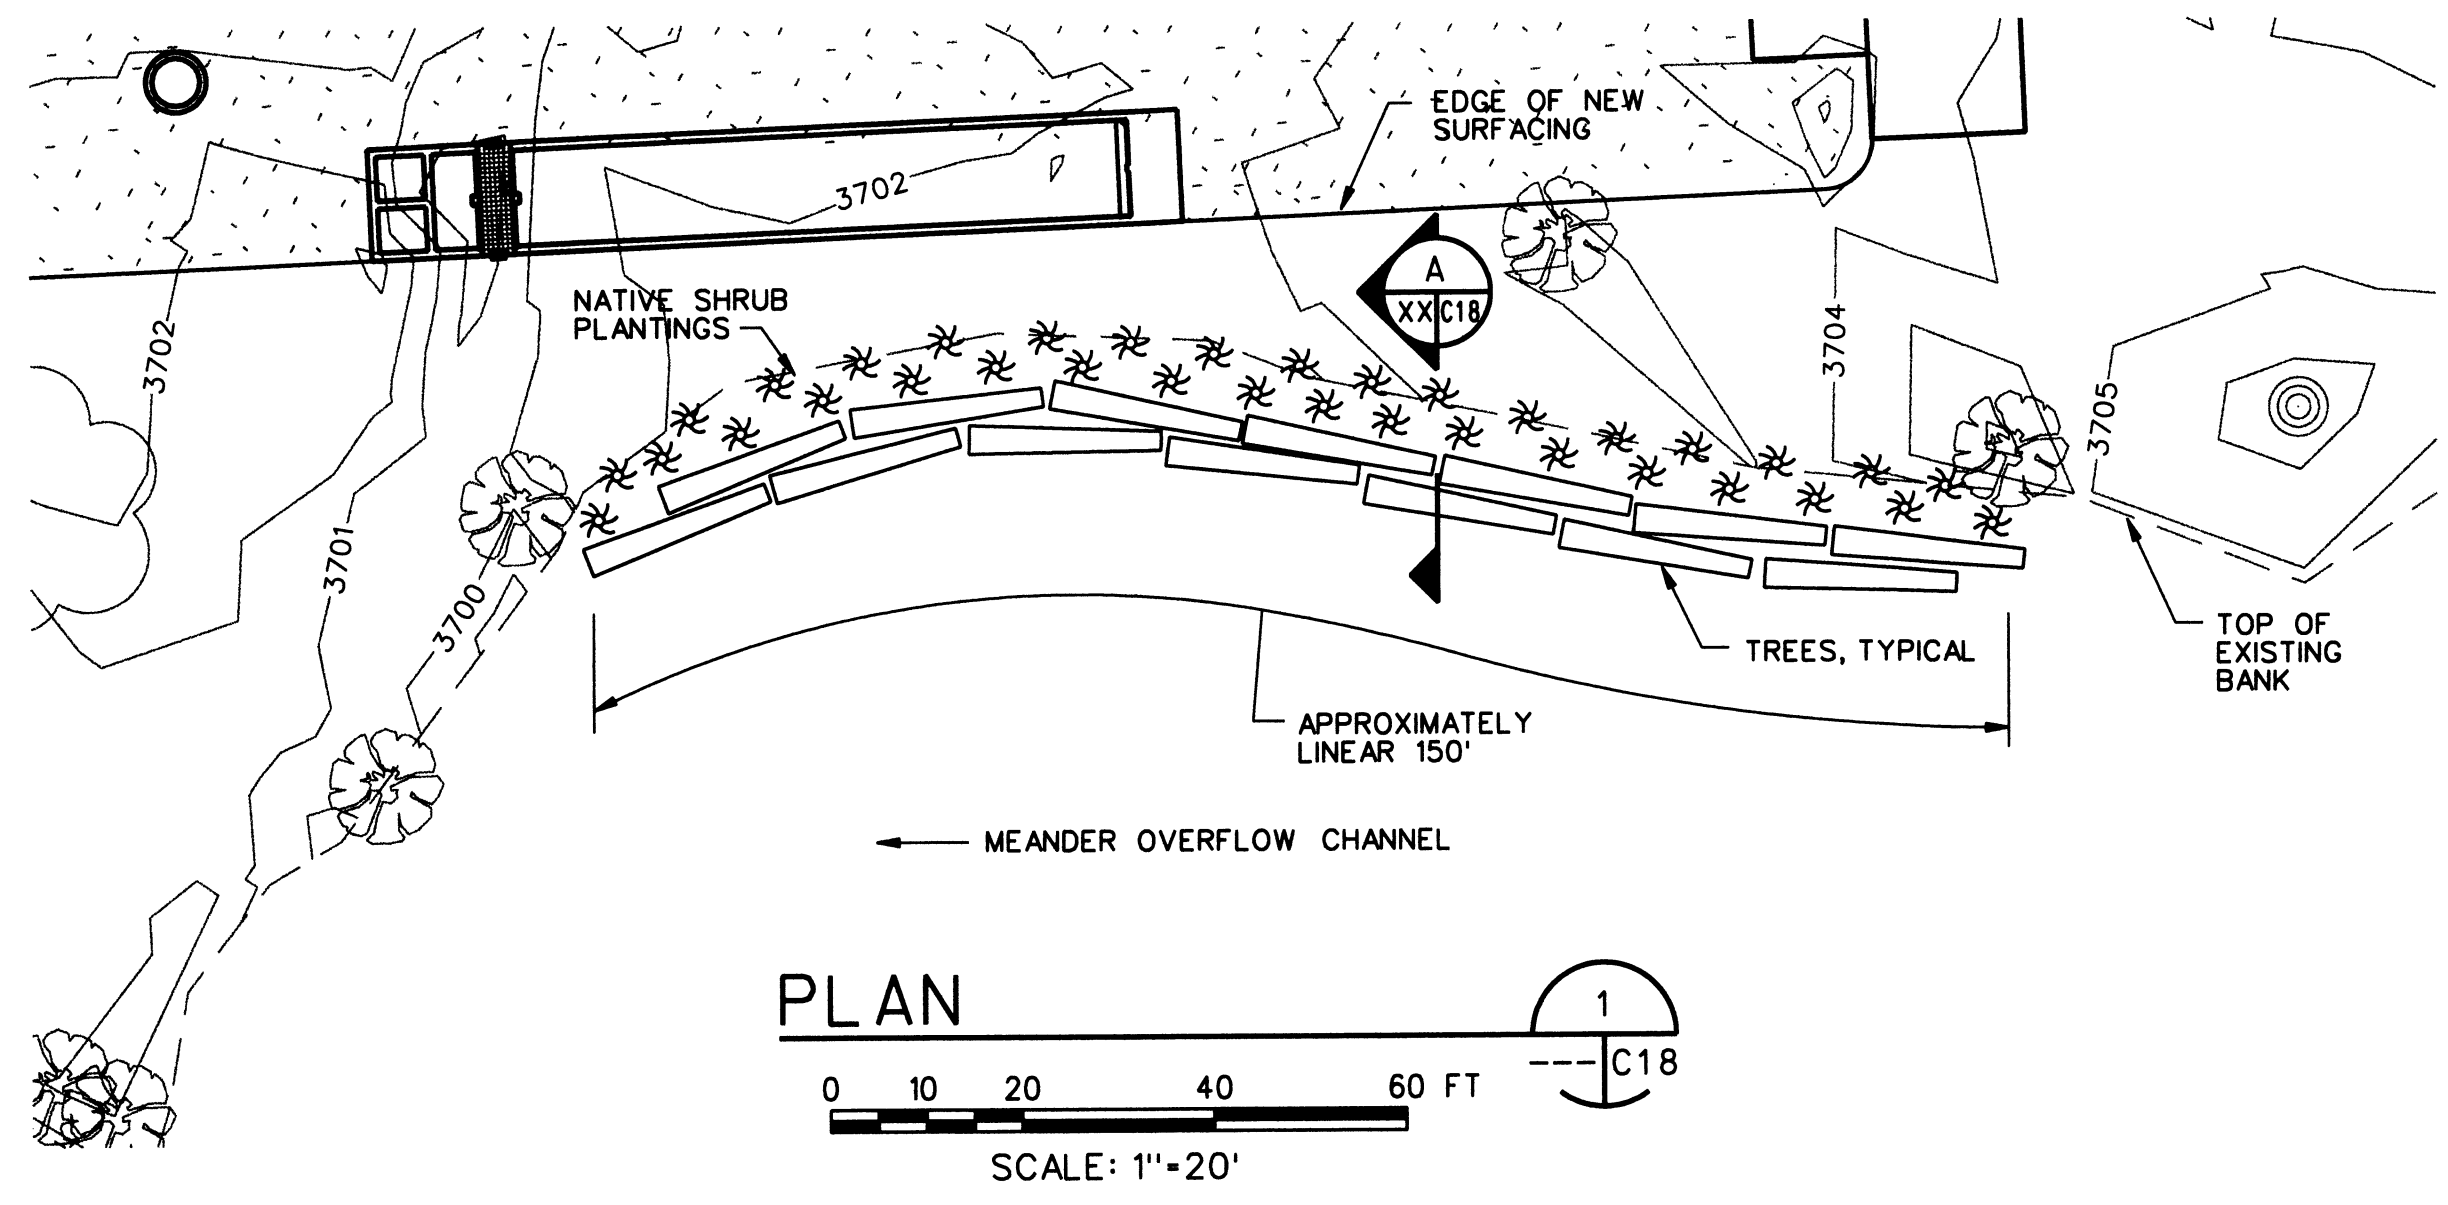 EDGE OF NEW
SURFACING
3702
A
XX C18
NATIVE SHRUB
PLANTINGS
3702
3704
3705
3701
3700
TOP OF
EXISTING
BANK
TREES, TYPICAL
APPROXIMATELY
LINEAR 150'
MEANDER OVERFLOW CHANNEL
PLAN
1
--- C18
0 10 20 40 60 FT
SCALE: 1"=20'